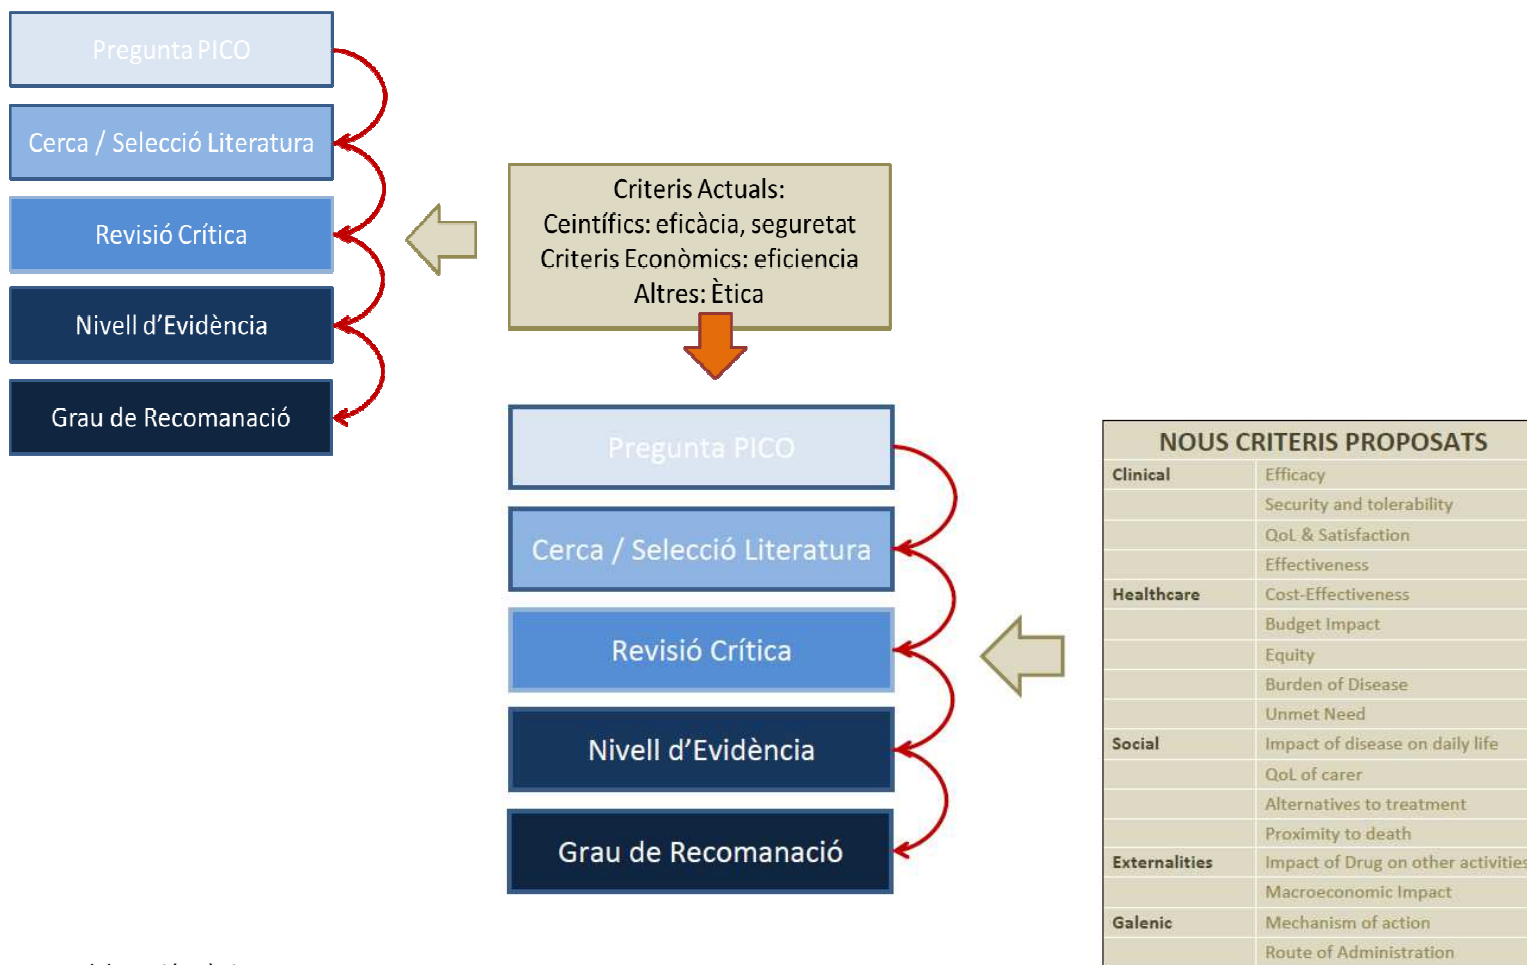 Pregunta PICO
Cerca / Selecció Literatura
Revisió Crítica
Nivell d’Evidència
Grau de Recomanació
Criteris Actuals:
Ceintífics: eficàcia, seguretat
Criteris Econòmics: eficiencia
Altres: Ètica
Pregunta PICO
Cerca / Selecció Literatura
Revisió Crítica
Nivell d’Evidència
Grau de Recomanació
NOUS CRITERIS PROPOSATS
Clinical Efficacy
Security and tolerability
QoL & Satisfaction
Effectiveness
Healthcare Cost-Effectiveness
Budget Impact
Equity
Burden of Disease
Unmet Need
Social Impact of disease on daily life
QoL of carer
Alternatives to treatment
Proximity to death
Externalities Impact of Drug on other activities
Macroeconomic Impact
Galenic Mechanism of action
Route of Administration